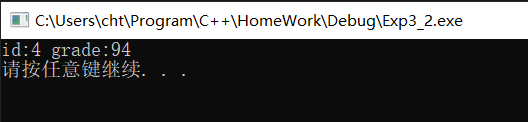 C:\Users\cht\Program\C++\HomeWork\Debug\Exp3_2.exe
id:4 grade:94
请按任意键继续. . .